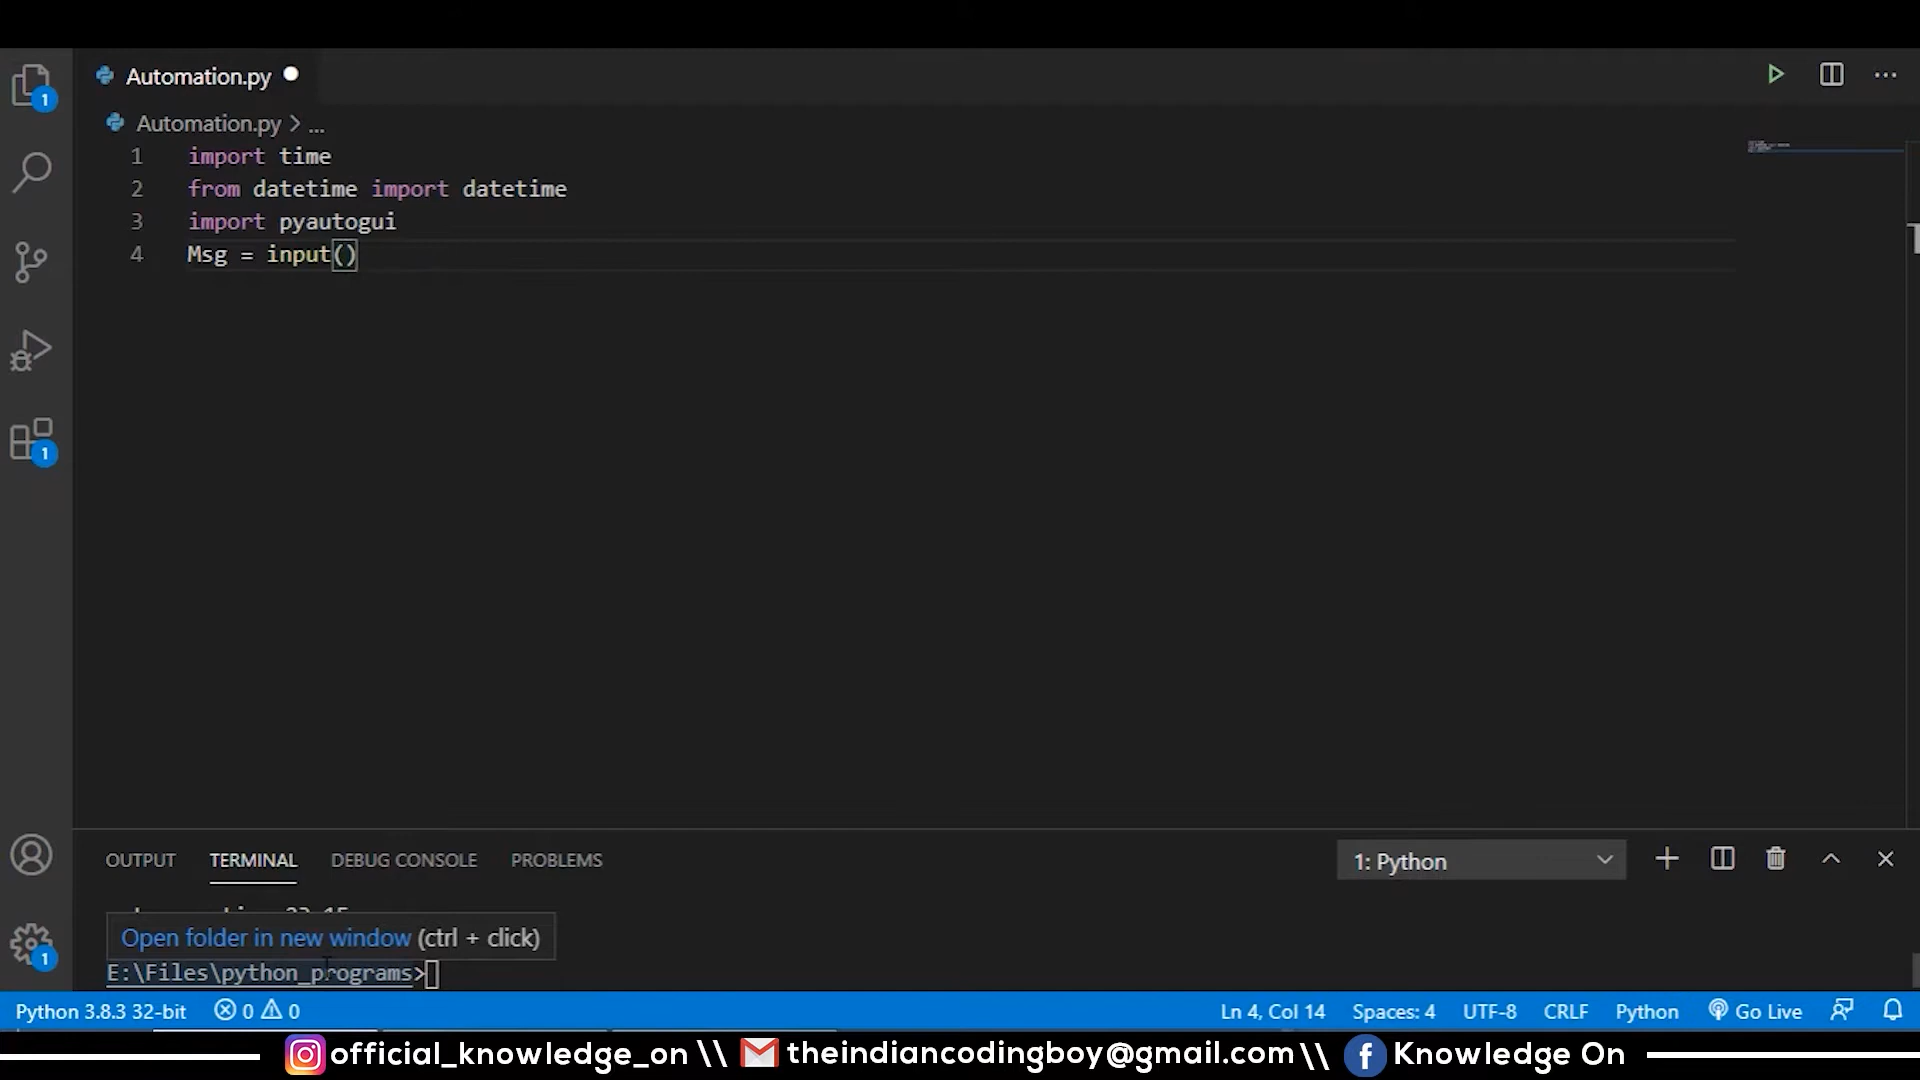 Automation.py
Automation.py > ...
1 import time
2 from datetime import datetime
3 import pyautogui
4 Msg = input()
1
1
1
OUTPUT TERMINAL DEBUG CONSOLE PROBLEMS 1: Python
Open folder in new window (ctrl + click)
E:\Files\python_programs>
Python 3.8.3 32-bit 0 0 Ln 4, Col 14 Spaces: 4 UTF-8 CRLF Python Go Live
official_knowledge_on \\ theindiancodingboy@gmail.com \\ Knowledge On